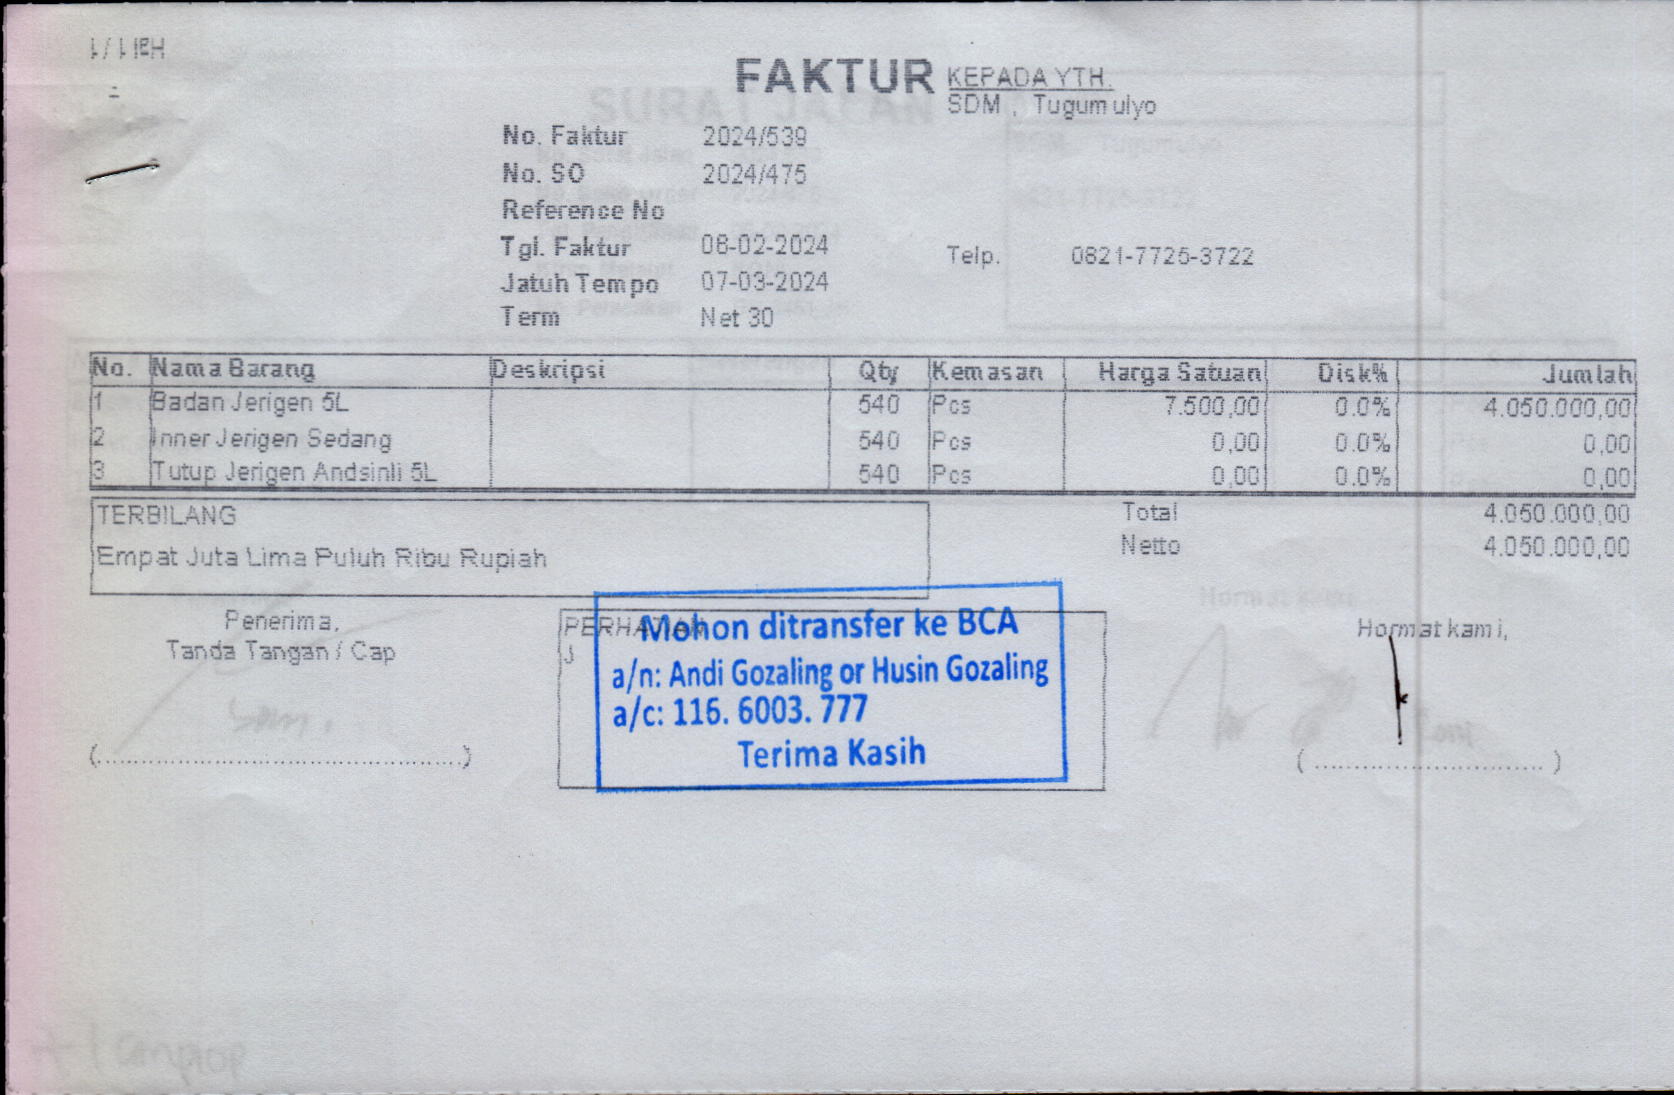 Hal 1 / 1
-
FAKTUR
KEPADA YTH.
SDM , Tugumulyo
No. Faktur 2024/539
No. SO 2024/475
Reference No
Tgl. Faktur 06-02-2024
Telp. 0821-7725-3722
Jatuh Tempo 07-03-2024
Term Net 30
No. Nama Barang Deskripsi Qty Kemasan Harga Satuan Disk% Jumlah
1 Badan Jerigen 5L 540 Pcs 7.500,00 0.0% 4.050.000,00
2 Inner Jerigen Sedang 540 Pcs 0,00 0.0% 0,00
3 Tutup Jerigen Andsinli 5L 540 Pcs 0,00 0.0% 0,00
TERBILANG
Empat Juta Lima Puluh Ribu Rupiah
Total 4.050.000,00
Netto 4.050.000,00
Penerima,
Tanda Tangan / Cap
(............................................)
PERHATIAN
Mohon ditransfer ke BCA
a/n: Andi Gozaling or Husin Gozaling
a/c: 116. 6003. 777
Terima Kasih
Hormat kami,
(............................)